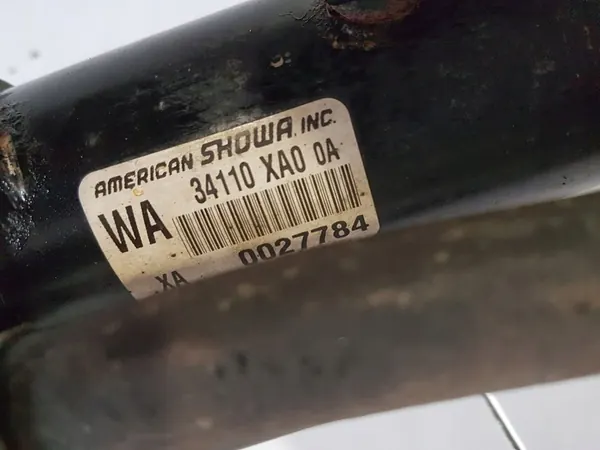 AMERICAN SHOWA, INC.
34110 XA0 0A
WA
0027784
XA